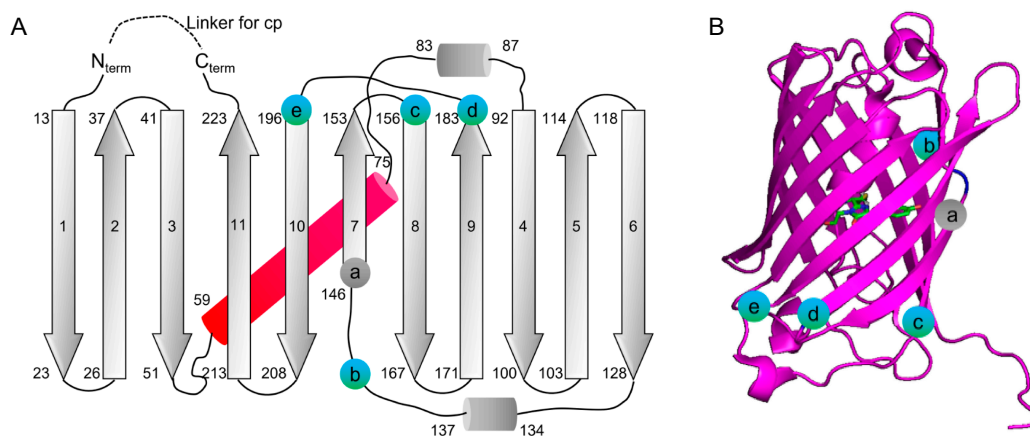 A
B
Linker for cp
Nterm
Cterm
83
87
e
c
d
13
37
41
223
196
153
156
183
92
114
118
75
1
2
3
11
10
7
8
9
4
5
6
a
59
146
b
23
26
51
213
208
167
171
100
103
128
137
134
b
a
e
d
c